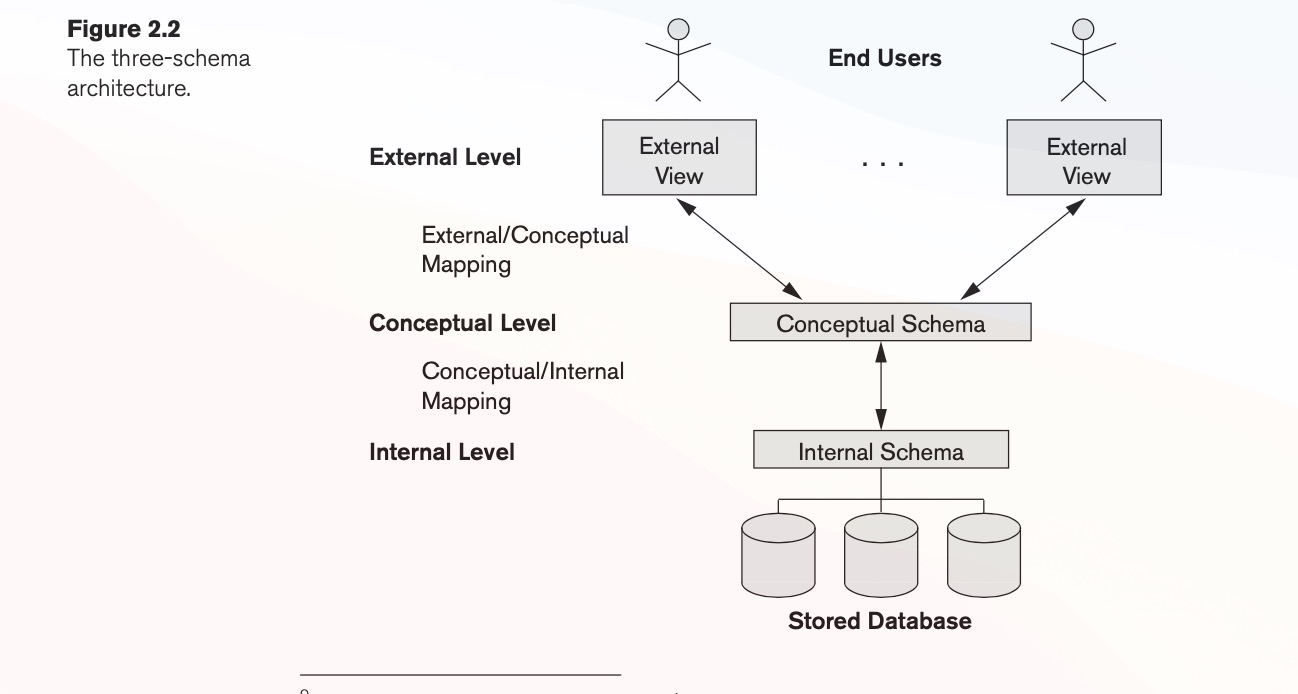 Figure 2.2
The three-schema
architecture.
End Users
External Level
External
View
. . .
External
View
External/Conceptual
Mapping
Conceptual Level
Conceptual Schema
Conceptual/Internal
Mapping
Internal Level
Internal Schema
Stored Database